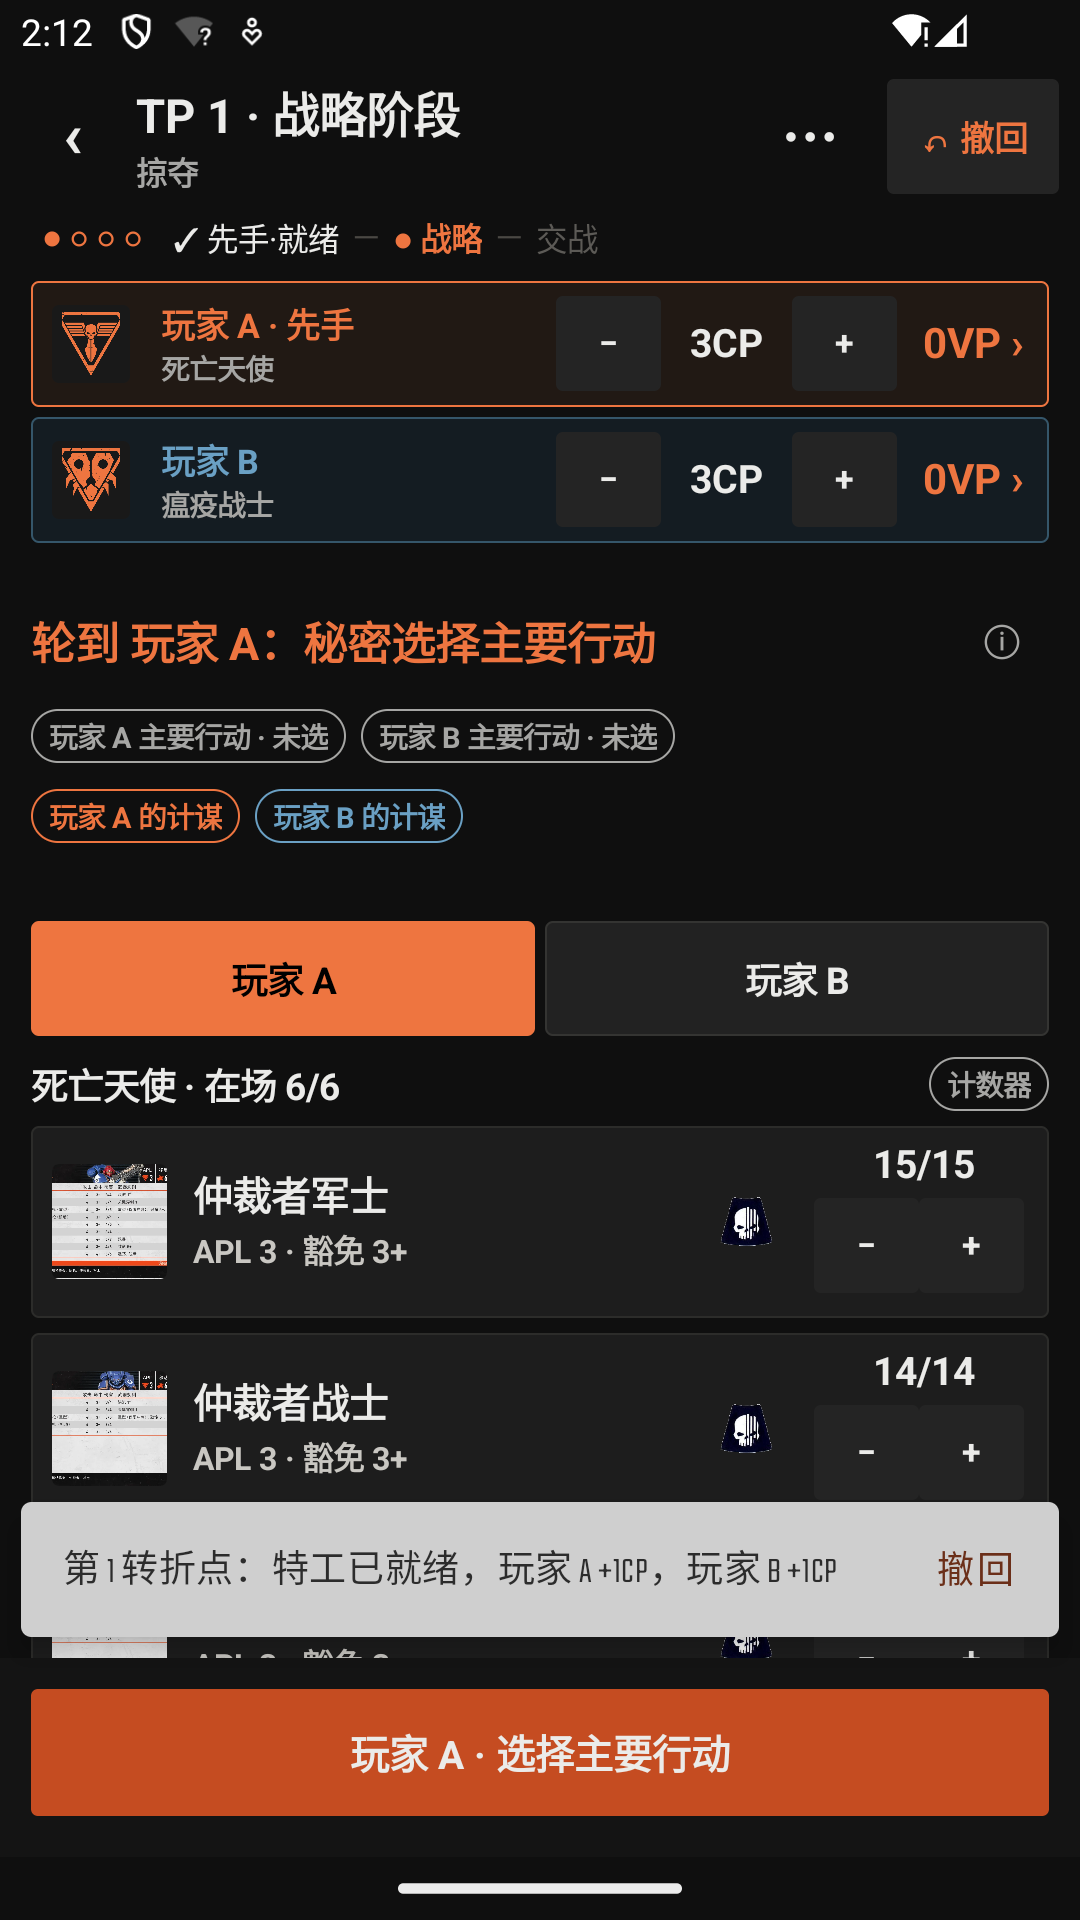 2:12
TP 1 · 战略阶段
掠夺
撤回
✓ 先手·就绪 — ● 战略 — 交战
玩家 A · 先手
死亡天使
− 3CP + 0VP ›
玩家 B
瘟疫战士
− 3CP + 0VP ›
轮到 玩家 A：秘密选择主要行动
玩家 A 主要行动 · 未选
玩家 B 主要行动 · 未选
玩家 A 的计谋
玩家 B 的计谋
玩家 A
玩家 B
死亡天使 · 在场 6/6
计数器
仲裁者军士
APL 3 · 豁免 3+
15/15
− +
仲裁者战士
APL 3 · 豁免 3+
14/14
− +
第 1 转折点：特工已就绪，玩家 A +1CP，玩家 B +1CP
撤回
玩家 A · 选择主要行动